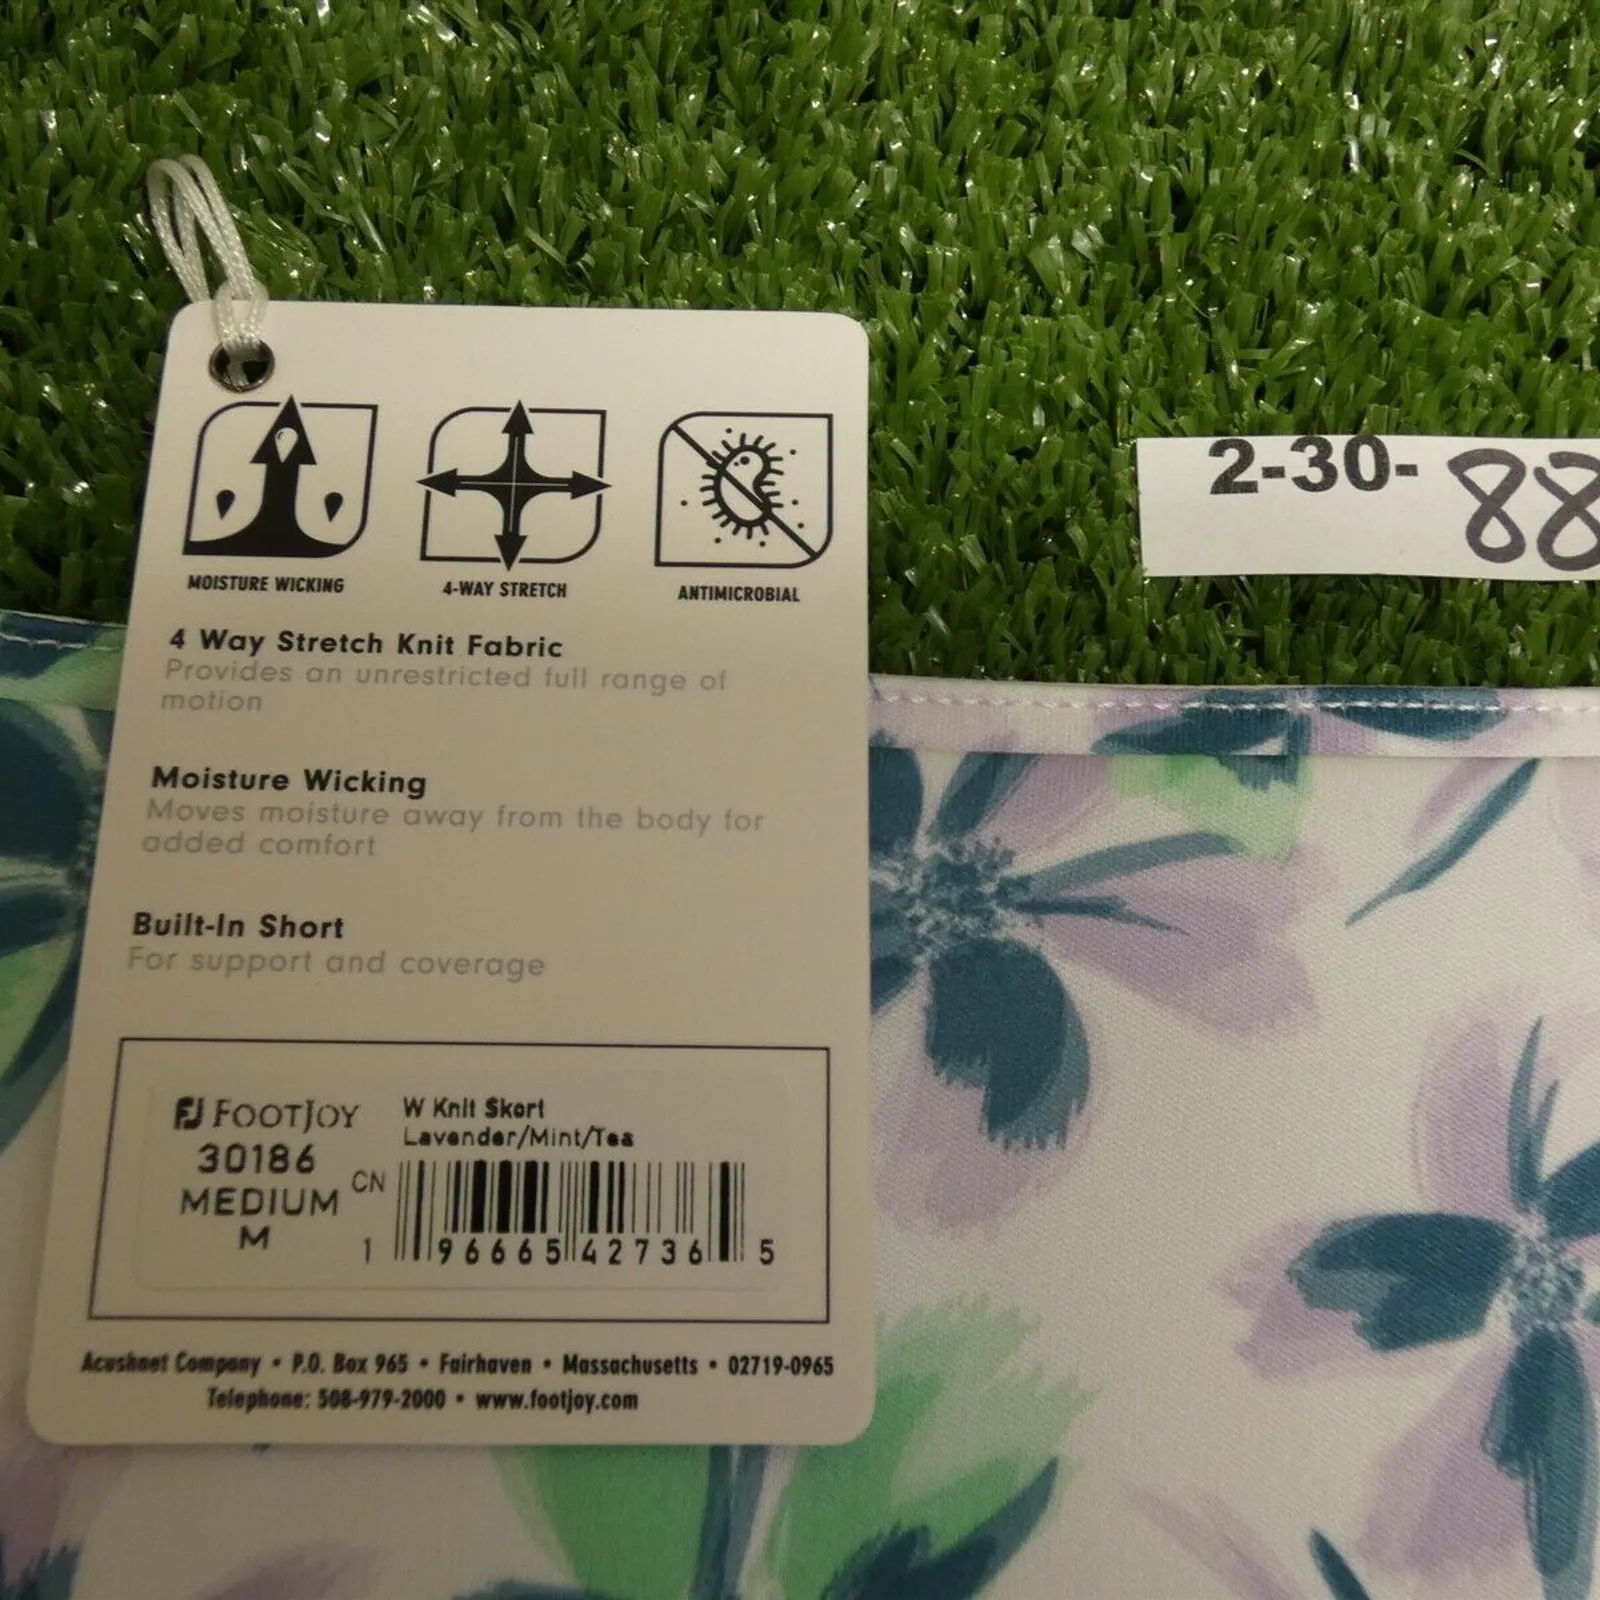 2-30-88
MOISTURE WICKING
4-WAY STRETCH
ANTIMICROBIAL
4 Way Stretch Knit Fabric
Provides an unrestricted full range of
motion
Moisture Wicking
Moves moisture away from the body for
added comfort
Built-In Short
For support and coverage
FJ FOOTJOY
30186
MEDIUM
M
W Knit Skort
Lavender/Mint/Tea
CN
1 96665 42736 5
Acushnet Company • P.O. Box 965 • Fairhaven • Massachusetts • 02719-0965
Telephone: 508-979-2000 • www.footjoy.com